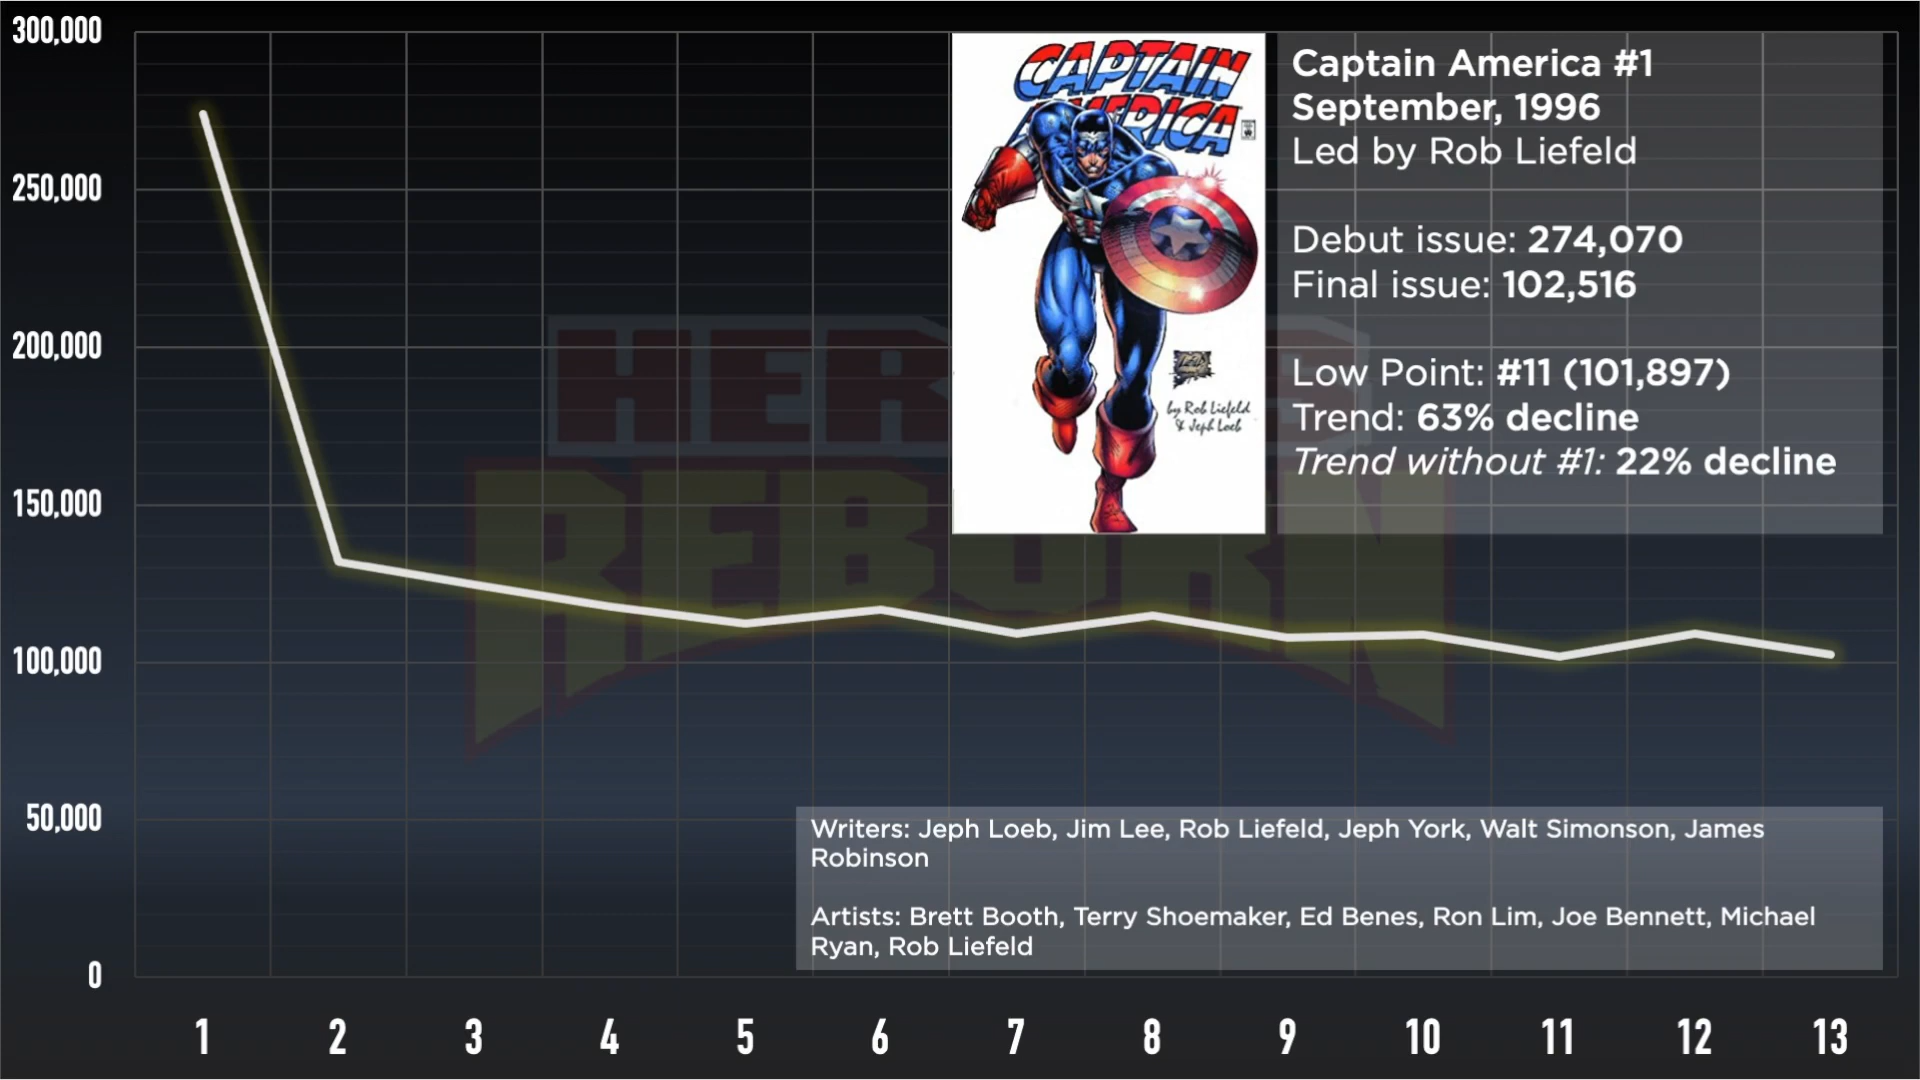 300,000
250,000
200,000
150,000
100,000
50,000
0
CAPTAIN
AMERICA
by Rob Liefeld
& Jeph Loeb
Captain America #1
September, 1996
Led by Rob Liefeld
Debut issue: 274,070
Final issue: 102,516
Low Point: #11 (101,897)
Trend: 63% decline
Trend without #1: 22% decline
REBORN
Writers: Jeph Loeb, Jim Lee, Rob Liefeld, Jeph York, Walt Simonson, James
Robinson
Artists: Brett Booth, Terry Shoemaker, Ed Benes, Ron Lim, Joe Bennett, Michael
Ryan, Rob Liefeld
1 2 3 4 5 6 7 8 9 10 11 12 13